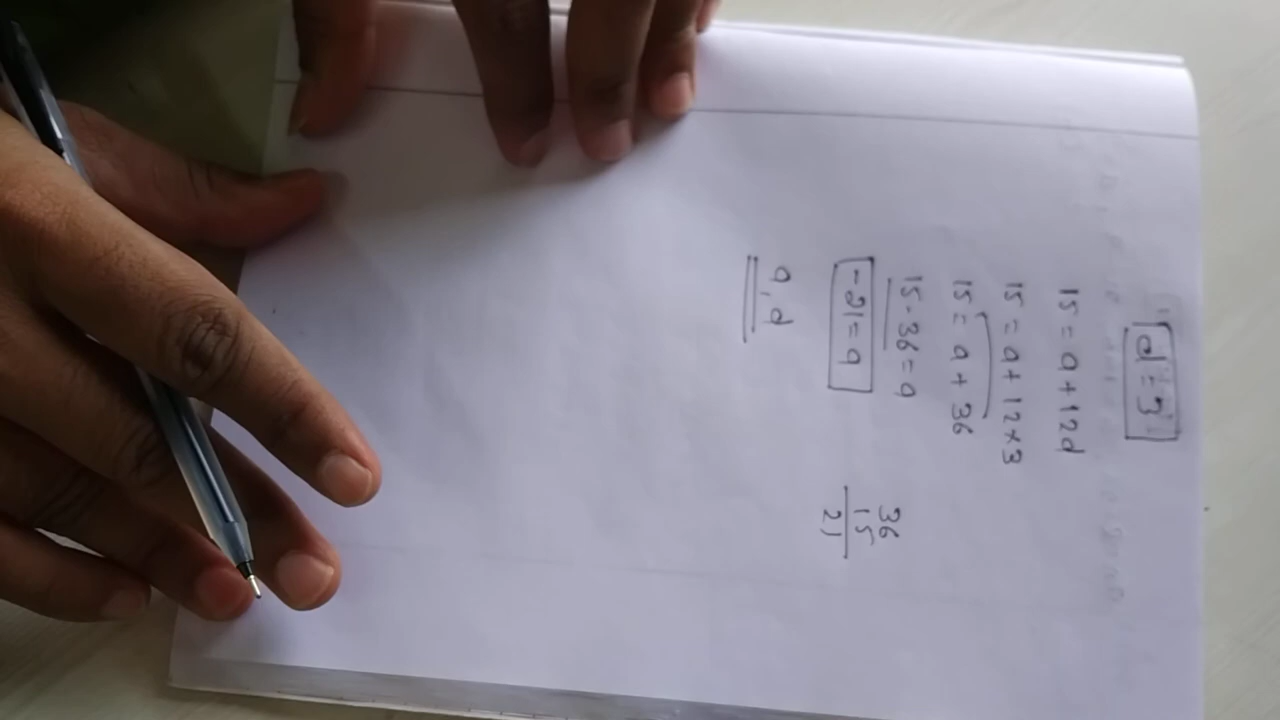 d = 3
15 = a + 12d
15 = a + 12 × 3
15 = a + 36
15 - 36 = a
-21 = a
a, d
36
15
21